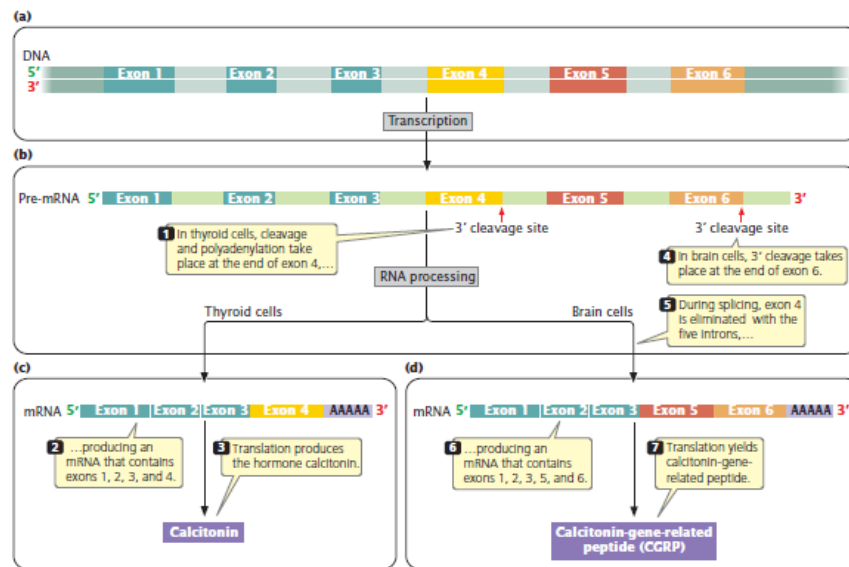 (a)
DNA
5′ Exon 1 Exon 2 Exon 3 Exon 4 Exon 5 Exon 6
3′
Transcription
(b)
Pre-mRNA 5′ Exon 1 Exon 2 Exon 3 Exon 4 Exon 5 Exon 6 3′
3′ cleavage site
3′ cleavage site
1 In thyroid cells, cleavage
and polyadenylation take
place at the end of exon 4,…
4 In brain cells, 3′ cleavage takes
place at the end of exon 6.
RNA processing
Thyroid cells
Brain cells
5 During splicing, exon 4
is eliminated with the
five introns,…
(c)
mRNA 5′ Exon 1 Exon 2 Exon 3 Exon 4 AAAAA 3′
2 …producing an
mRNA that contains
exons 1, 2, 3, and 4.
3 Translation produces
the hormone calcitonin.
Calcitonin
(d)
mRNA 5′ Exon 1 Exon 2 Exon 3 Exon 5 Exon 6 AAAAA 3′
6 …producing an
mRNA that contains
exons 1, 2, 3, 5, and 6.
7 Translation yields
calcitonin-gene-
related peptide.
Calcitonin-gene-related
peptide (CGRP)